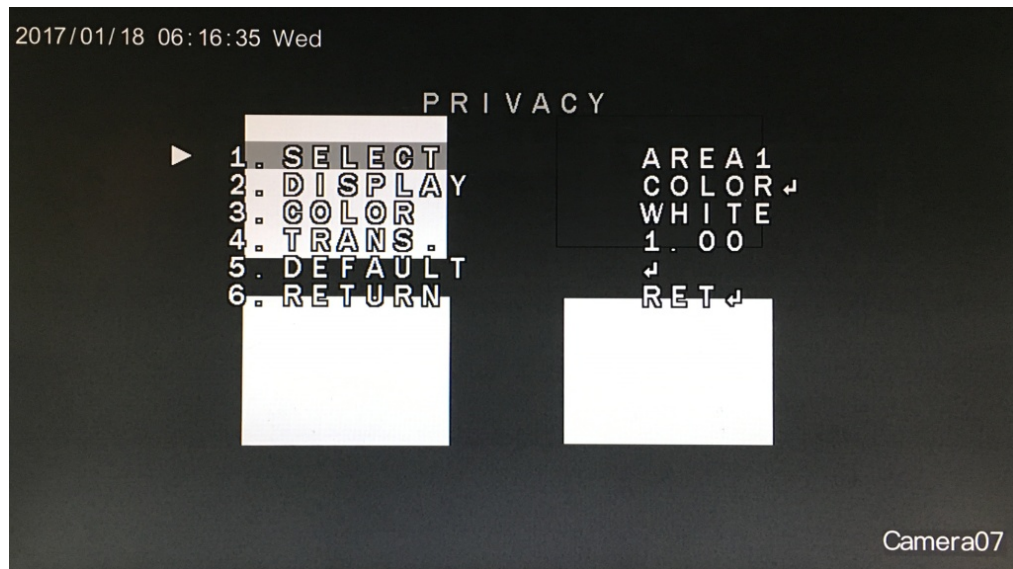 2017/01/18 06:16:35 Wed
PRIVACY
1. SELECT AREA1
2. DISPLAY COLOR↲
3. COLOR WHITE
4. TRANS. 1.00
5. DEFAULT ↲
6. RETURN RET↲
Camera07